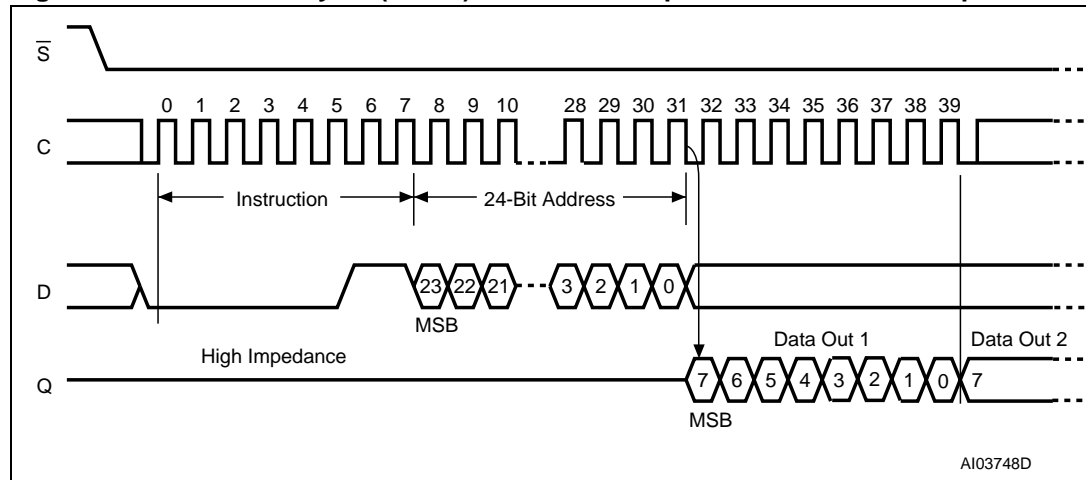 S
0 1 2 3 4 5 6 7 8 9 10 28 29 30 31 32 33 34 35 36 37 38 39
C
Instruction 24-Bit Address
D
23 22 21 3 2 1 0
MSB
High Impedance Data Out 1 Data Out 2
Q
7 6 5 4 3 2 1 0 7
MSB
AI03748D